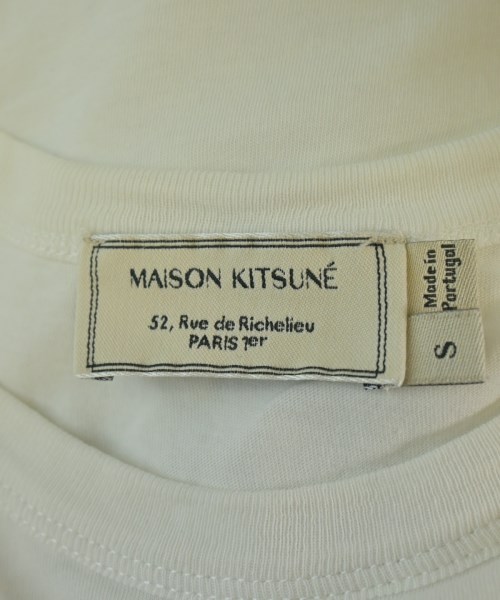 MAISON KITSUNÉ
52, Rue de Richelieu
PARIS 1er
Made in
Portugal
S